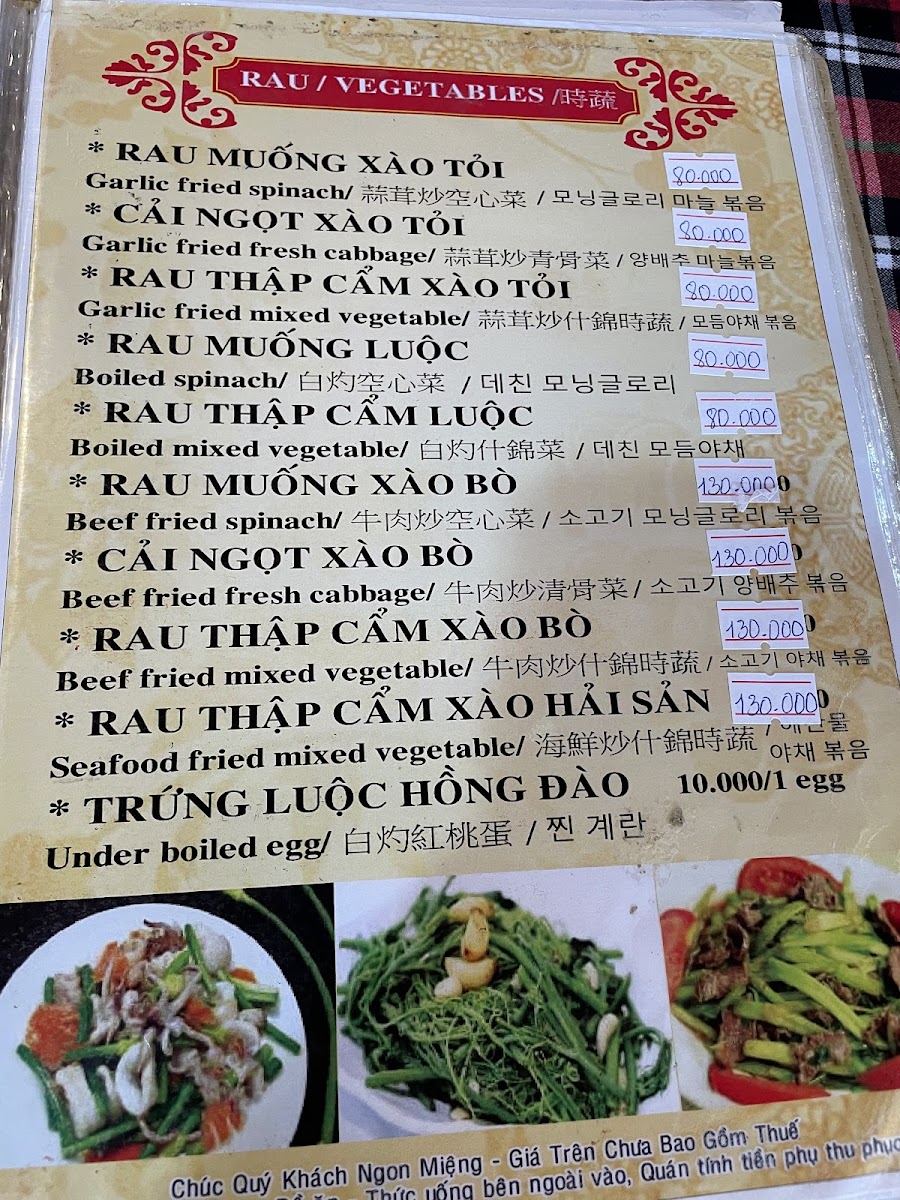 RAU / VEGETABLES /時蔬
* RAU MUỐNG XÀO TỎI 80.000
Garlic fried spinach/ 蒜茸炒空心菜 / 모닝글로리 마늘 볶음
* CẢI NGỌT XÀO TỎI 80.000
Garlic fried fresh cabbage/ 蒜茸炒青骨菜 / 양배추 마늘볶음
* RAU THẬP CẨM XÀO TỎI 80.000
Garlic fried mixed vegetable/ 蒜茸炒什錦時蔬 / 모듬야채 볶음
* RAU MUỐNG LUỘC 80.000
Boiled spinach/ 白灼空心菜 / 데친 모닝글로리
* RAU THẬP CẨM LUỘC 80.000
Boiled mixed vegetable/ 白灼什錦菜 / 데친 모듬야채
* RAU MUỐNG XÀO BÒ 130.000
Beef fried spinach/ 牛肉炒空心菜 / 소고기 모닝글로리 볶음
* CẢI NGỌT XÀO BÒ 130.000
Beef fried fresh cabbage/ 牛肉炒清骨菜 / 소고기 양배추 볶음
* RAU THẬP CẨM XÀO BÒ 130.000
Beef fried mixed vegetable/ 牛肉炒什錦時蔬 / 소고기 야채 볶음
* RAU THẬP CẨM XÀO HẢI SẢN 130.000
Seafood fried mixed vegetable/ 海鮮炒什錦時蔬 /
야채 볶음
* TRỨNG LUỘC HỒNG ĐÀO 10.000/1 egg
Under boiled egg/ 白灼紅桃蛋 / 찐 계란
Chúc Quý Khách Ngon Miệng - Giá Trên Chưa Bao Gồm Thuế
- Thức uống bên ngoài vào, Quán tính tiền phụ thu phục